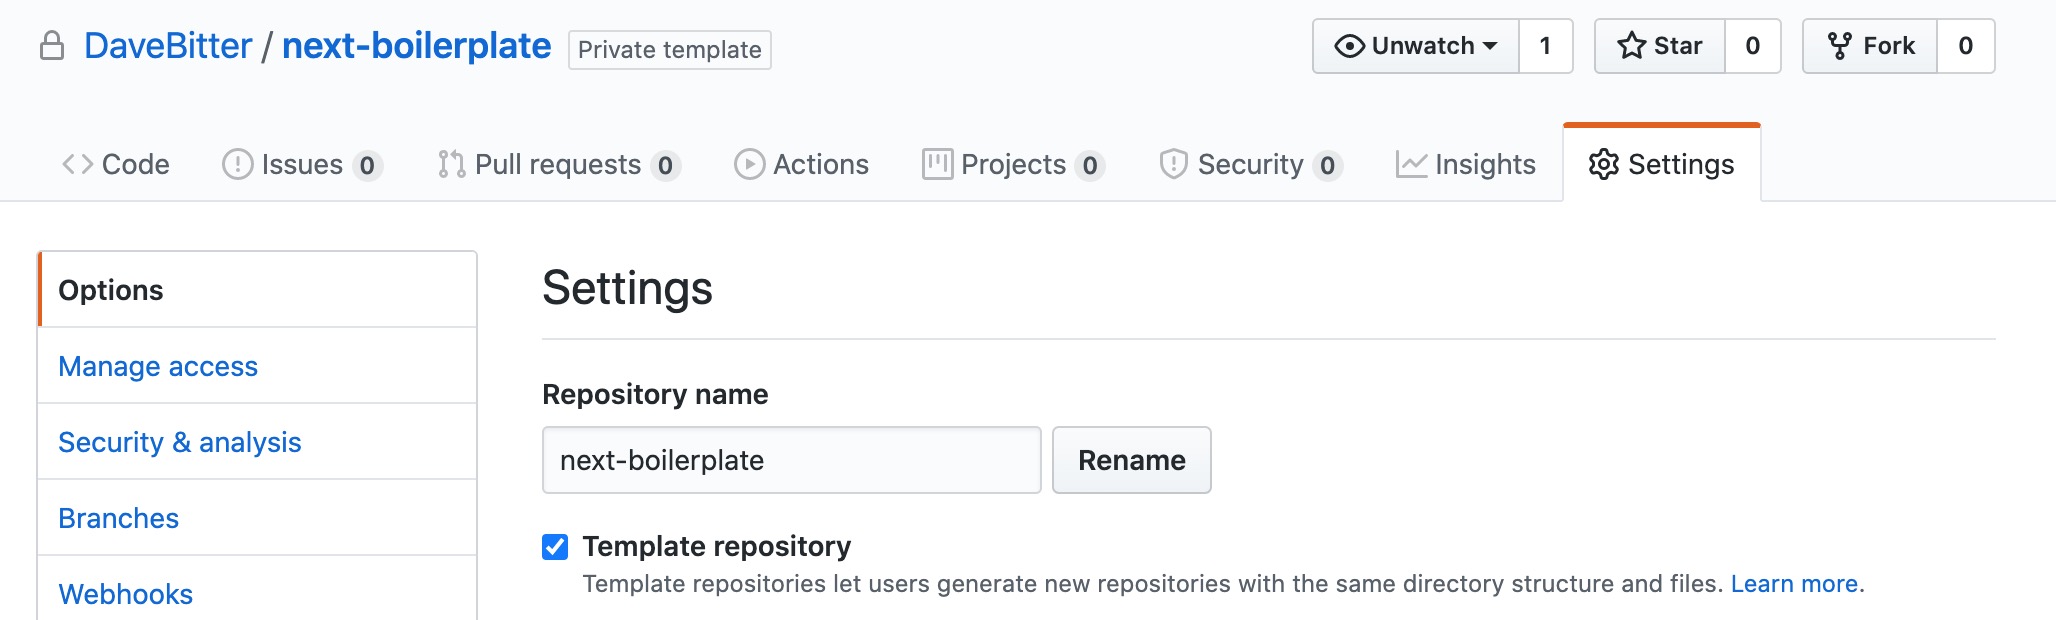 DaveBitter / next-boilerplate Private template Unwatch 1 Star 0 Fork 0
Code Issues 0 Pull requests 0 Actions Projects 0 Security 0 Insights Settings
Options
Manage access
Security & analysis
Branches
Webhooks
Settings
Repository name
next-boilerplate Rename
Template repository
Template repositories let users generate new repositories with the same directory structure and files. Learn more.